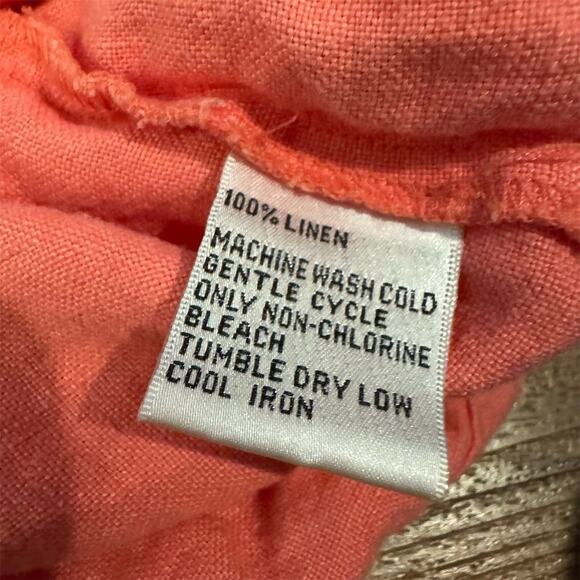 100% LINEN
MACHINE WASH COLD
GENTLE CYCLE
ONLY NON-CHLORINE
BLEACH
TUMBLE DRY LOW
COOL IRON